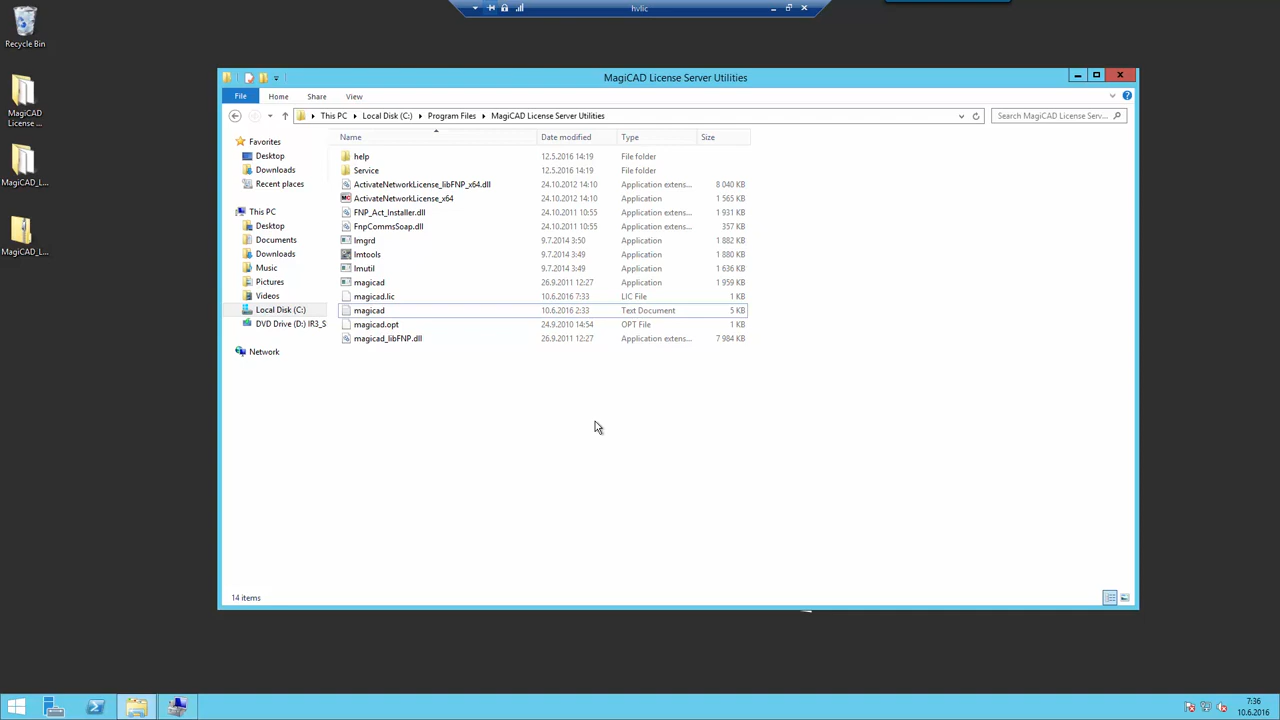 hvlic
Recycle Bin
MagiCAD
License ...
MagiCAD_L...
MagiCAD_L...
MagiCAD License Server Utilities
File Home Share View
This PC Local Disk (C:) Program Files MagiCAD License Server Utilities
Search MagiCAD License Serv...
Name Date modified Type Size
Favorites
Desktop
Downloads
Recent places
This PC
Desktop
Documents
Downloads
Music
Pictures
Videos
Local Disk (C:)
DVD Drive (D:) IR3_S
Network
help 12.5.2016 14:19 File folder
Service 12.5.2016 14:19 File folder
ActivateNetworkLicense_libFNP_x64.dll 24.10.2012 14:10 Application extens... 8 040 KB
ActivateNetworkLicense_x64 24.10.2012 14:10 Application 1 565 KB
FNP_Act_Installer.dll 24.10.2011 10:55 Application extens... 1 931 KB
FnpCommsSoap.dll 24.10.2011 10:55 Application extens... 357 KB
lmgrd 9.7.2014 3:50 Application 1 882 KB
lmtools 9.7.2014 3:49 Application 1 880 KB
lmutil 9.7.2014 3:49 Application 1 636 KB
magicad 26.9.2011 12:27 Application 1 959 KB
magicad.lic 10.6.2016 7:33 LIC File 1 KB
magicad 10.6.2016 2:33 Text Document 5 KB
magicad.opt 24.9.2010 14:54 OPT File 1 KB
magicad_libFNP.dll 26.9.2011 12:27 Application extens... 7 984 KB
14 items
7:36
10.6.2016